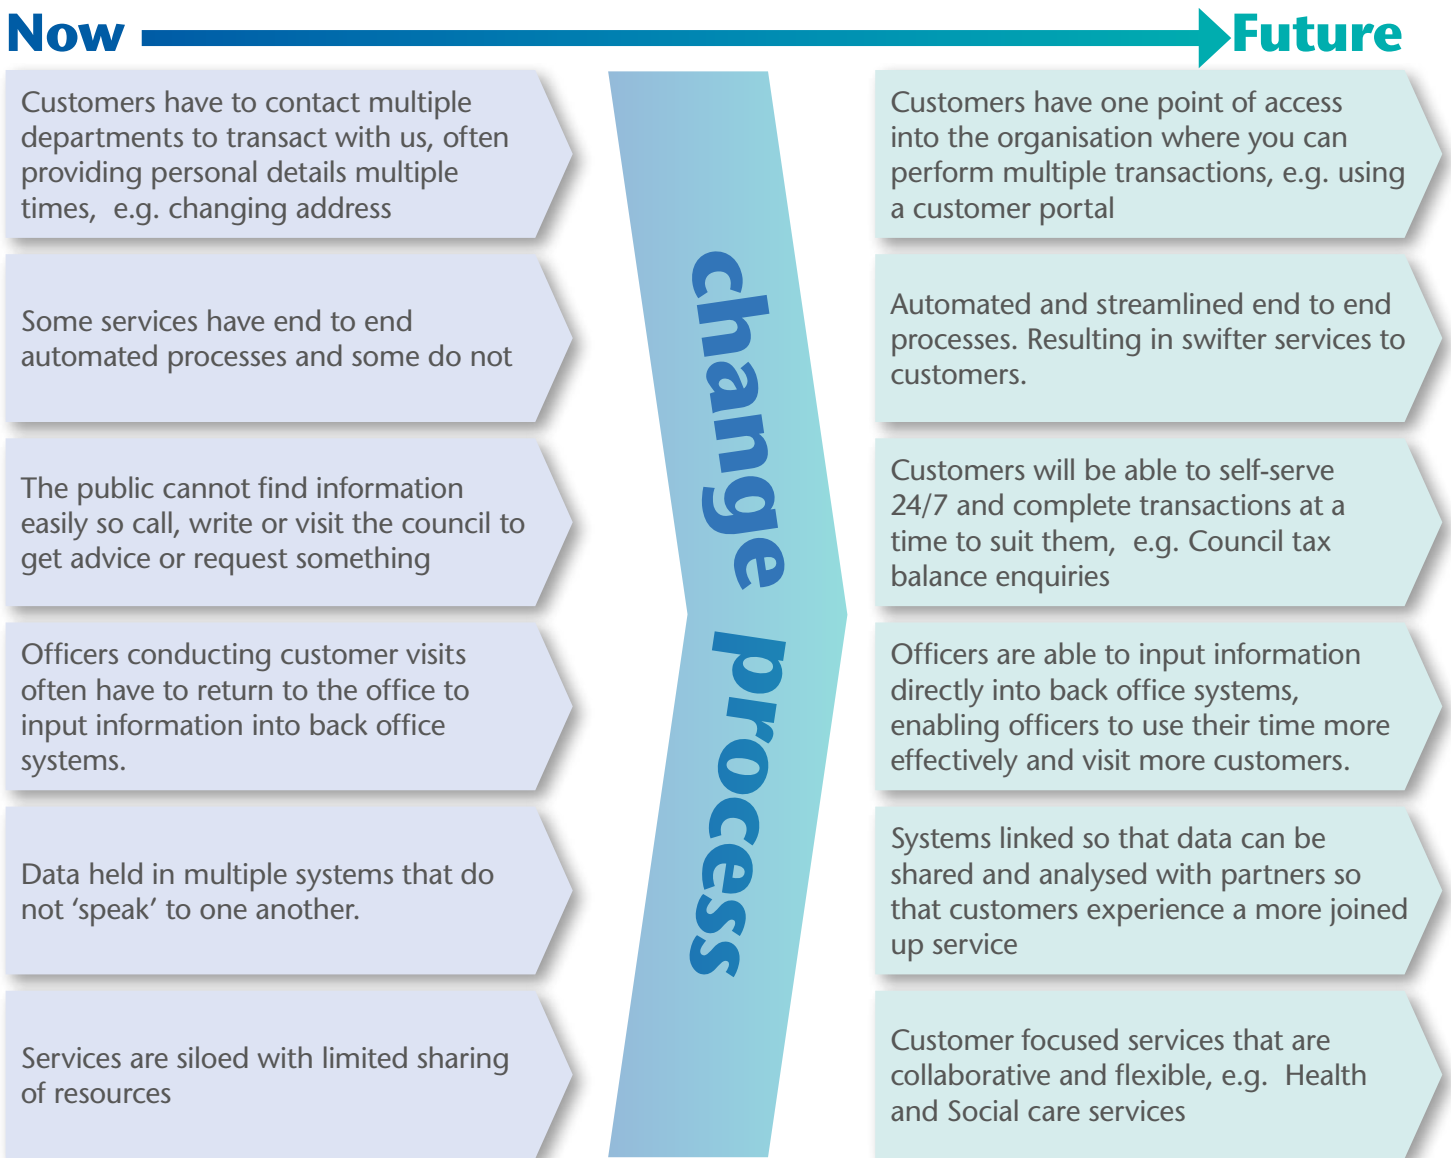 Now
Future
Customers have to contact multiple
departments to transact with us, often
providing personal details multiple
times, e.g. changing address
Customers have one point of access
into the organisation where you can
perform multiple transactions, e.g. using
a customer portal
Some services have end to end
automated processes and some do not
Automated and streamlined end to end
processes. Resulting in swifter services to
customers.
The public cannot find information
easily so call, write or visit the council to
get advice or request something
Customers will be able to self-serve
24/7 and complete transactions at a
time to suit them, e.g. Council tax
balance enquiries
Officers conducting customer visits
often have to return to the office to
input information into back office
systems.
Officers are able to input information
directly into back office systems,
enabling officers to use their time more
effectively and visit more customers.
Data held in multiple systems that do
not ‘speak’ to one another.
Systems linked so that data can be
shared and analysed with partners so
that customers experience a more joined
up service
Services are siloed with limited sharing
of resources
Customer focused services that are
collaborative and flexible, e.g. Health
and Social care services
change process